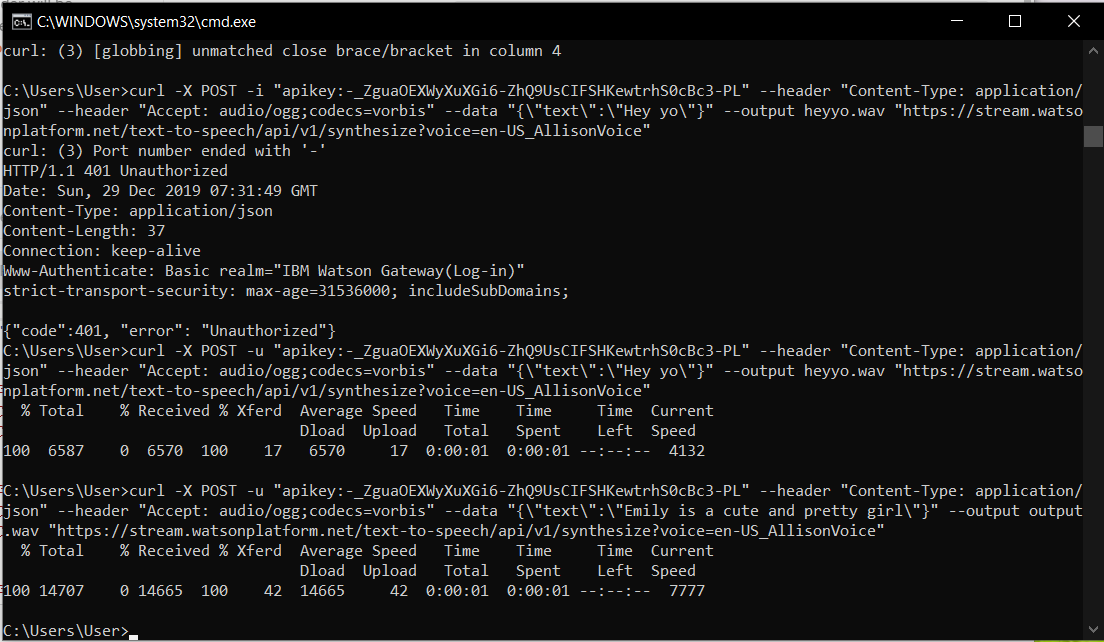 C:\WINDOWS\system32\cmd.exe
curl: (3) [globbing] unmatched close brace/bracket in column 4
C:\Users\User>curl -X POST -i "apikey:-_ZguaOEXWyXuXGi6-ZhQ9UsCIFSHKewtrhS0cBc3-PL" --header "Content-Type: application/
json" --header "Accept: audio/ogg;codecs=vorbis" --data "{\"text\":\"Hey yo\"}" --output heyyo.wav "https://stream.watso
nplatform.net/text-to-speech/api/v1/synthesize?voice=en-US_AllisonVoice"
curl: (3) Port number ended with '-'
HTTP/1.1 401 Unauthorized
Date: Sun, 29 Dec 2019 07:31:49 GMT
Content-Type: application/json
Content-Length: 37
Connection: keep-alive
Www-Authenticate: Basic realm="IBM Watson Gateway(Log-in)"
strict-transport-security: max-age=31536000; includeSubDomains;
{"code":401, "error": "Unauthorized"}
C:\Users\User>curl -X POST -u "apikey:-_ZguaOEXWyXuXGi6-ZhQ9UsCIFSHKewtrhS0cBc3-PL" --header "Content-Type: application/
json" --header "Accept: audio/ogg;codecs=vorbis" --data "{\"text\":\"Hey yo\"}" --output heyyo.wav "https://stream.watso
nplatform.net/text-to-speech/api/v1/synthesize?voice=en-US_AllisonVoice"
% Total % Received % Xferd Average Speed Time Time Time Current
Dload Upload Total Spent Left Speed
100 6587 0 6570 100 17 6570 17 0:00:01 0:00:01 --:--:-- 4132
C:\Users\User>curl -X POST -u "apikey:-_ZguaOEXWyXuXGi6-ZhQ9UsCIFSHKewtrhS0cBc3-PL" --header "Content-Type: application/
json" --header "Accept: audio/ogg;codecs=vorbis" --data "{\"text\":\"Emily is a cute and pretty girl\"}" --output output
.wav "https://stream.watsonplatform.net/text-to-speech/api/v1/synthesize?voice=en-US_AllisonVoice"
% Total % Received % Xferd Average Speed Time Time Time Current
Dload Upload Total Spent Left Speed
100 14707 0 14665 100 42 14665 42 0:00:01 0:00:01 --:--:-- 7777
C:\Users\User>